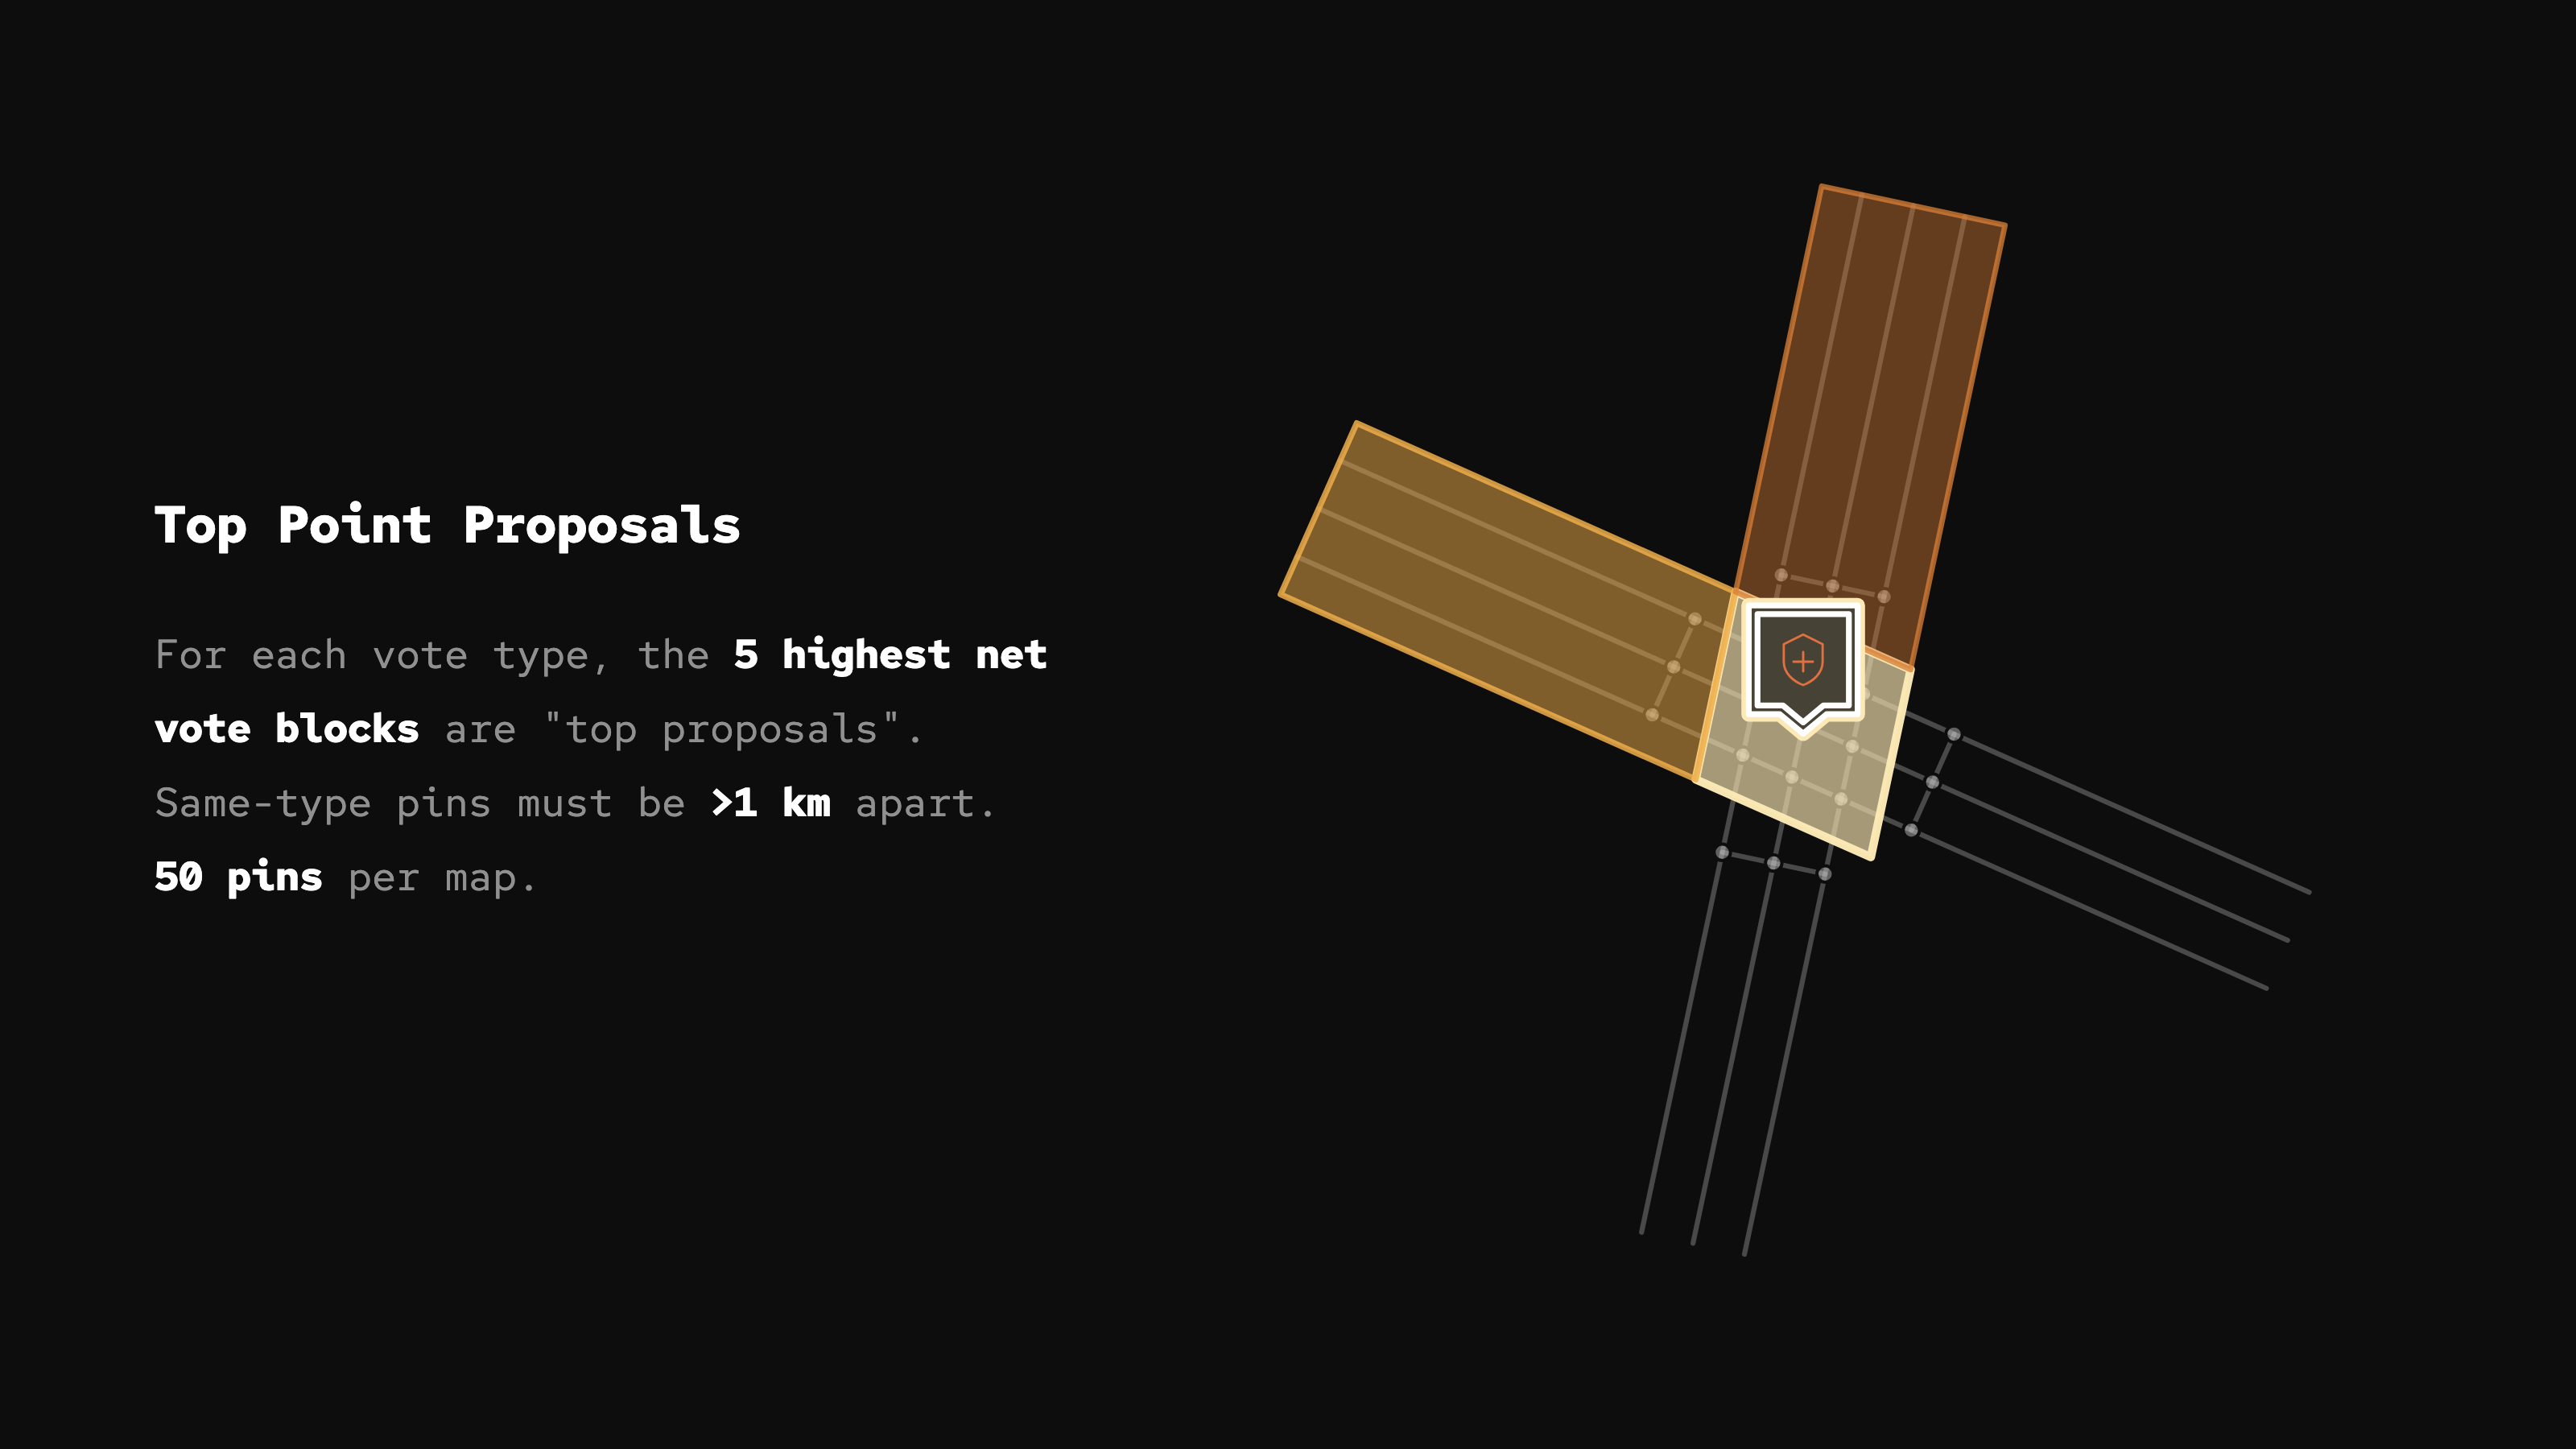 Top Point Proposals
For each vote type, the 5 highest net
vote blocks are "top proposals".
Same-type pins must be >1 km apart.
50 pins per map.